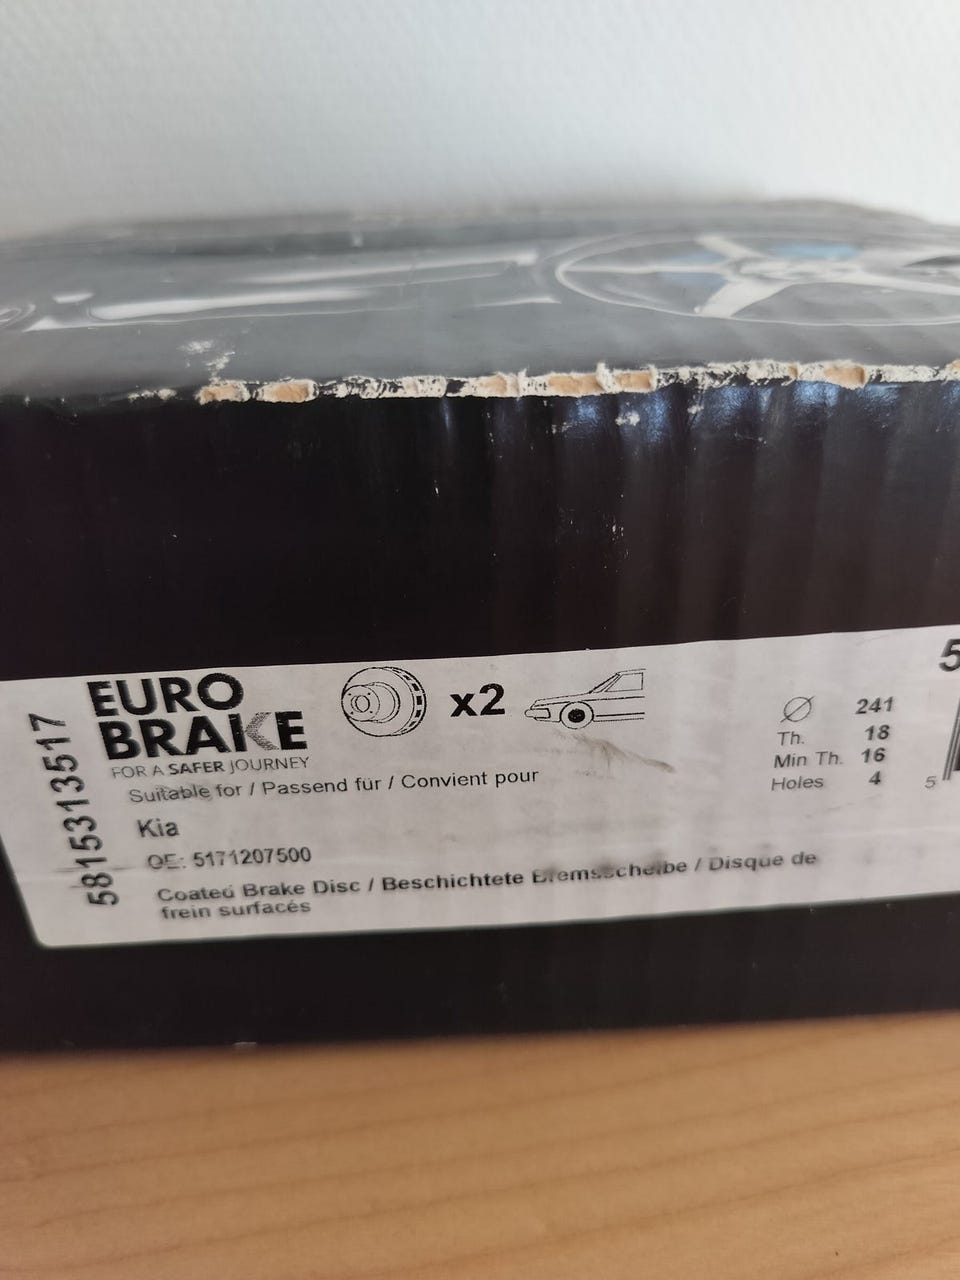 5815313517
EURO
BRAKE
FOR A SAFER JOURNEY
x2
Suitable for / Passend für / Convient pour
Kia
OE: 5171207500
Coated Brake Disc / Beschichtete Bremsscheibe / Disque de
frein surfacés
241
Th. 18
Min Th. 16
Holes 4
5
5